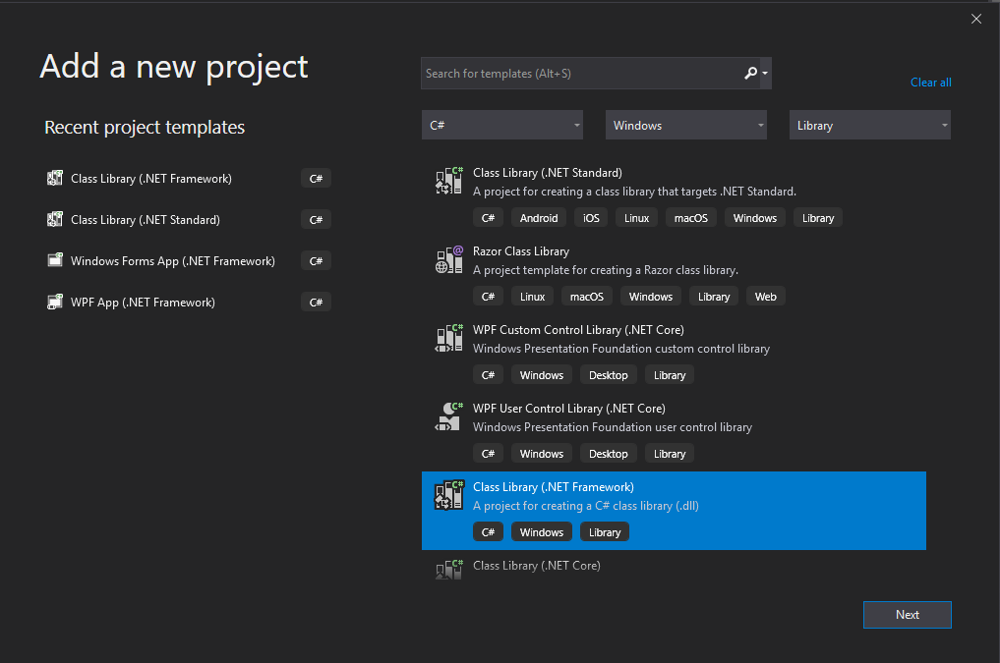 Add a new project
Search for templates (Alt+S)
Clear all
Recent project templates
C#
Windows
Library
Class Library (.NET Framework)
C#
Class Library (.NET Standard)
C#
Windows Forms App (.NET Framework)
C#
WPF App (.NET Framework)
C#
Class Library (.NET Standard)
A project for creating a class library that targets .NET Standard.
C# Android iOS Linux macOS Windows Library
Razor Class Library
A project template for creating a Razor class library.
C# Linux macOS Windows Library Web
WPF Custom Control Library (.NET Core)
Windows Presentation Foundation custom control library
C# Windows Desktop Library
WPF User Control Library (.NET Core)
Windows Presentation Foundation user control library
C# Windows Desktop Library
Class Library (.NET Framework)
A project for creating a C# class library (.dll)
C# Windows Library
Class Library (.NET Core)
Next